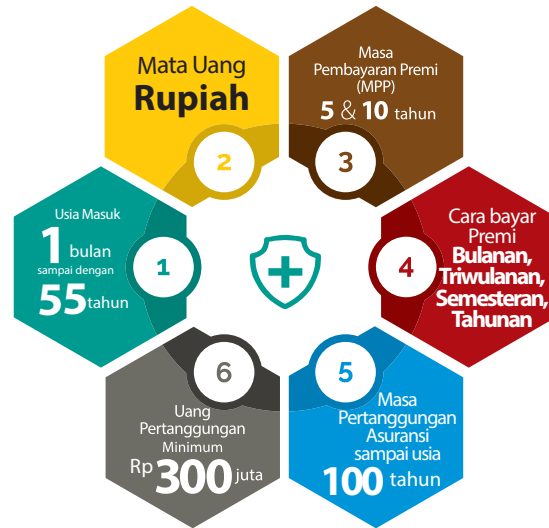 Usia Masuk
1 bulan
sampai dengan
55 tahun
1
Mata Uang
Rupiah
2
Masa
Pembayaran Premi
(MPP)
5 & 10 tahun
3
Cara bayar
Premi
Bulanan,
Triwulanan,
Semesteran,
Tahunan
4
5
Masa
Pertanggungan
Asuransi
sampai usia
100 tahun
6
Uang
Pertanggungan
Minimum
Rp 300 juta